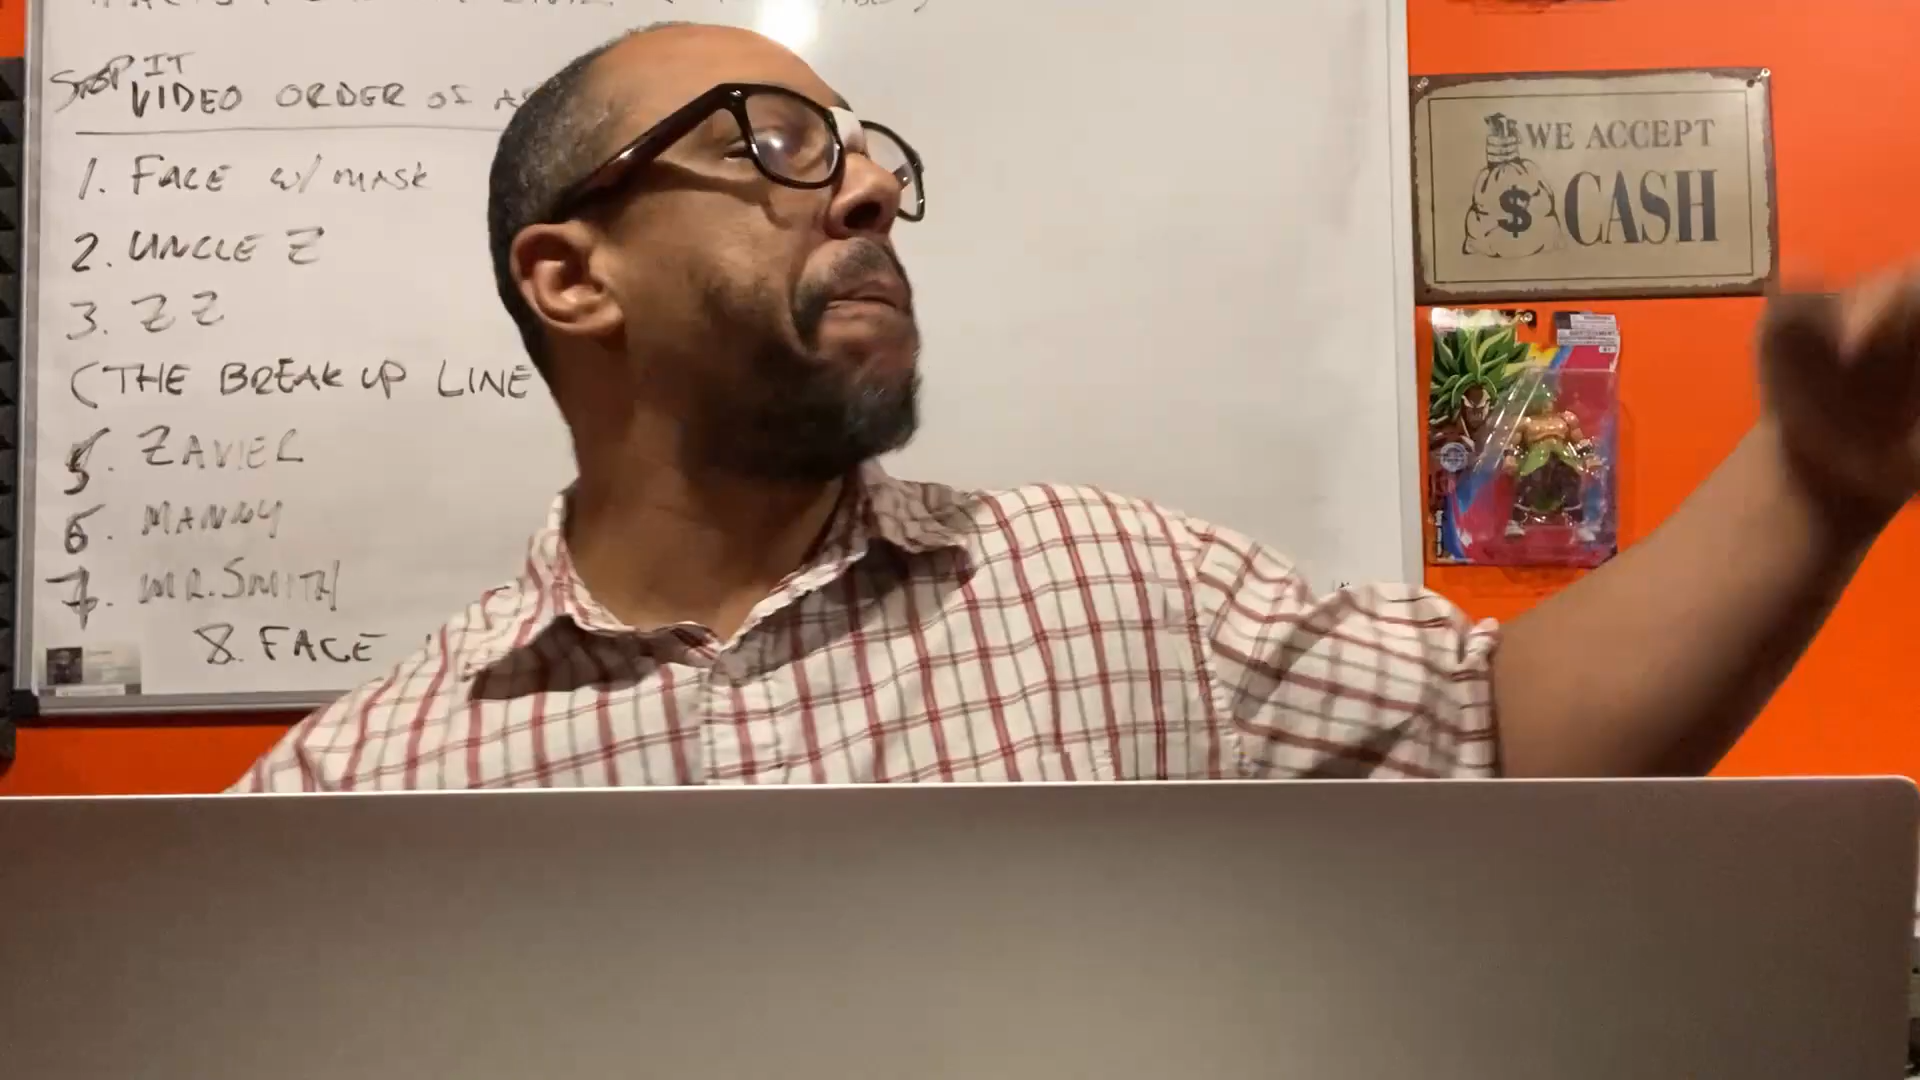 STOP IT
VIDEO ORDER OF
1. FACE w/ MASK
2. UNCLE Z
3. ZZ
(THE BREAK UP LINE
5. ZAVIER
6. MANNY
7. MR. SMITH
8. FACE
WE ACCEPT
$ CASH